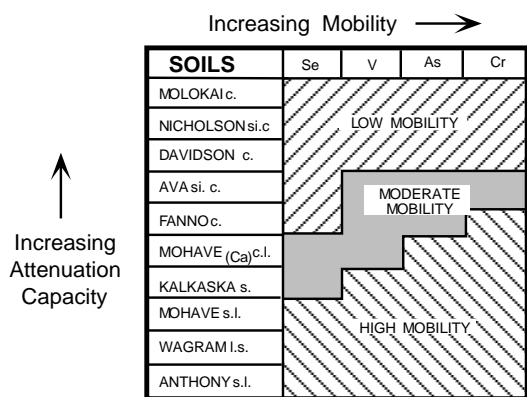 Increasing Mobility
SOILS Se V As Cr
MOLOKAI c.
NICHOLSON si.c
DAVIDSON c.
AVA si. c.
FANNO c.
MOHAVE (Ca) c.l.
KALKASKA s.
MOHAVE s.l.
WAGRAM l.s.
ANTHONY s.l.
LOW MOBILITY
MODERATE
MOBILITY
HIGH MOBILITY
Increasing
Attenuation
Capacity